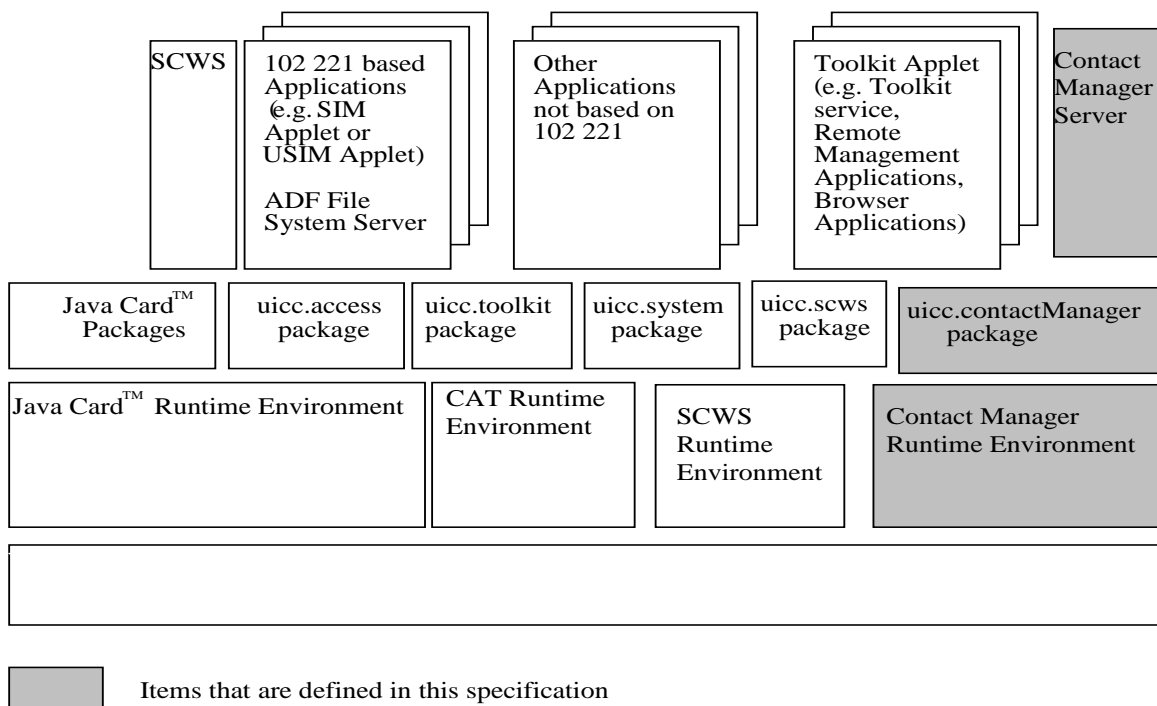 SCWS
102 221 based
Applications
(e.g. SIM
Applet or
USIM Applet)
ADF File
System Server
Other
Applications
not based on
102 221
Toolkit Applet
(e.g. Toolkit
service,
Remote
Management
Applications,
Browser
Applications)
Contact
Manager
Server
Java Card™
Packages
uicc.access
package
uicc.toolkit
package
uicc.system
package
uicc.scws
package
uicc.contactManager
package
Java Card™ Runtime Environment
CAT Runtime
Environment
SCWS
Runtime
Environment
Contact Manager
Runtime Environment
Items that are defined in this specification